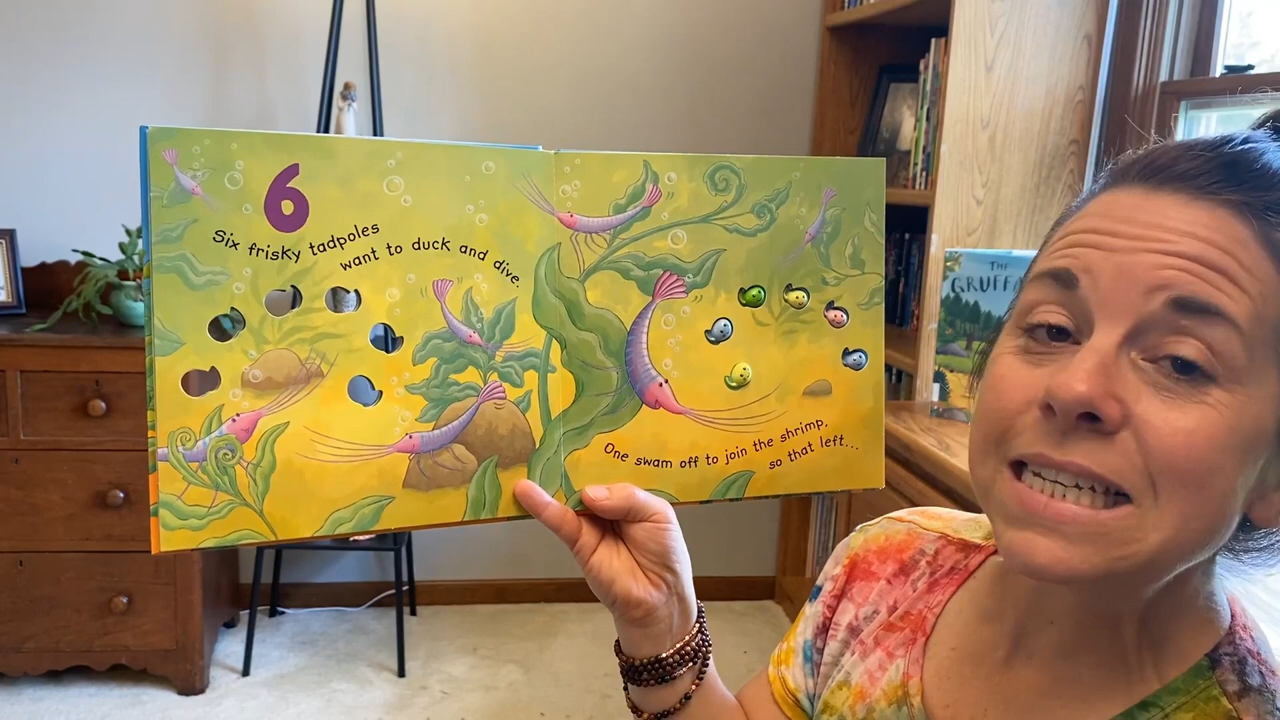 6
Six frisky tadpoles
want to duck and dive.
One swam off to join the shrimp,
so that left...
THE